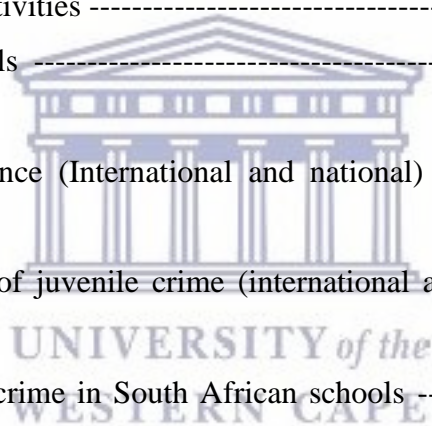 tivities --------------------------------
ls --------------------------------------
nce (International and national)
of juvenile crime (international a
UNIVERSITY of the
crime in South African schools --
WESTERN CAPE